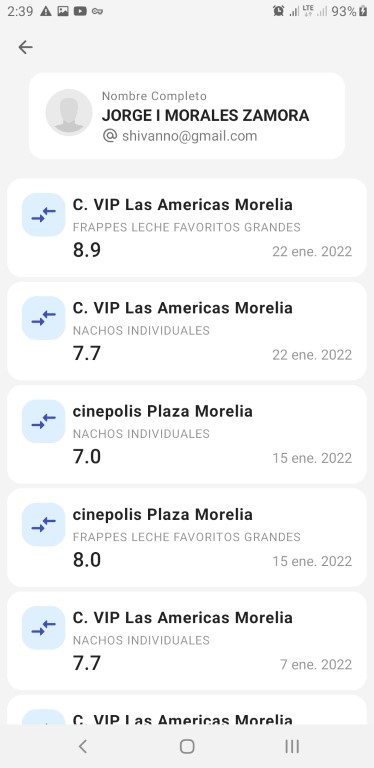 2:39
LTE
93%
Nombre Completo
JORGE I MORALES ZAMORA
@ shivanno@gmail.com
C. VIP Las Americas Morelia
FRAPPES LECHE FAVORITOS GRANDES
8.9 22 ene. 2022
C. VIP Las Americas Morelia
NACHOS INDIVIDUALES
7.7 22 ene. 2022
cinepolis Plaza Morelia
NACHOS INDIVIDUALES
7.0 15 ene. 2022
cinepolis Plaza Morelia
FRAPPES LECHE FAVORITOS GRANDES
8.0 15 ene. 2022
C. VIP Las Americas Morelia
NACHOS INDIVIDUALES
7.7 7 ene. 2022
C. VIP Las Americas Morelia